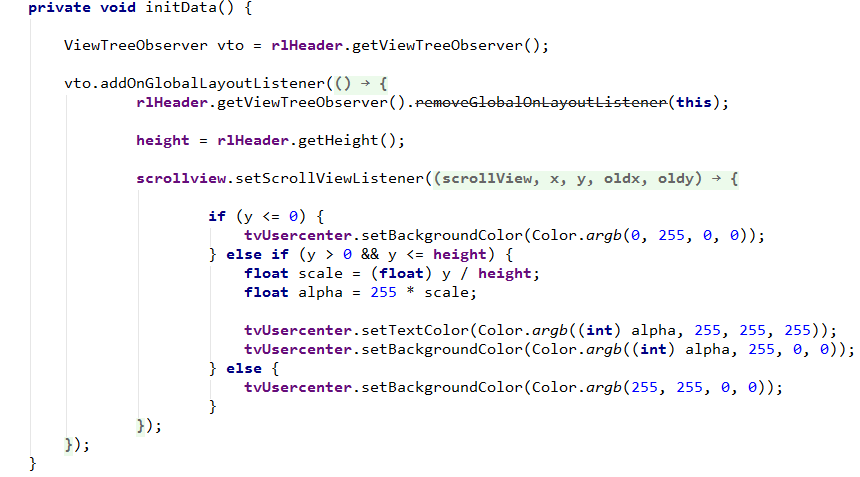 private void initData() {
ViewTreeObserver vto = rlHeader.getViewTreeObserver();
vto.addOnGlobalLayoutListener(() → {
rlHeader.getViewTreeObserver().removeGlobalOnLayoutListener(this);
height = rlHeader.getHeight();
scrollview.setScrollViewListener((scrollView, x, y, oldx, oldy) → {
if (y <= 0) {
tvUsercenter.setBackgroundColor(Color.argb(0, 255, 0, 0));
} else if (y > 0 && y <= height) {
float scale = (float) y / height;
float alpha = 255 * scale;
tvUsercenter.setTextColor(Color.argb((int) alpha, 255, 255, 255));
tvUsercenter.setBackgroundColor(Color.argb((int) alpha, 255, 0, 0));
} else {
tvUsercenter.setBackgroundColor(Color.argb(255, 255, 0, 0));
}
});
});
}